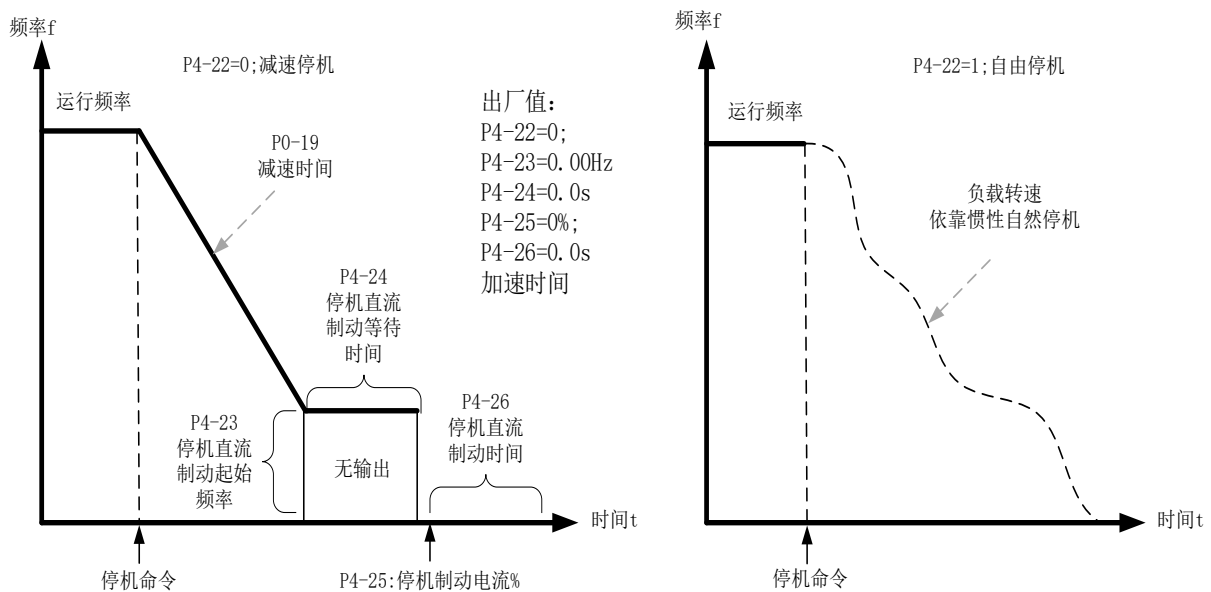 频率f
P4-22=0;减速停机
运行频率
P0-19
减速时间
出厂值：
P4-22=0;
P4-23=0.00Hz
P4-24=0.0s
P4-25=0%;
P4-26=0.0s
加速时间
P4-24
停机直流
制动等待
时间
P4-23
停机直流
制动起始
频率
无输出
P4-26
停机直流
制动时间
时间t
停机命令
P4-25:停机制动电流%
频率f
P4-22=1;自由停机
运行频率
负载转速
依靠惯性自然停机
时间t
停机命令